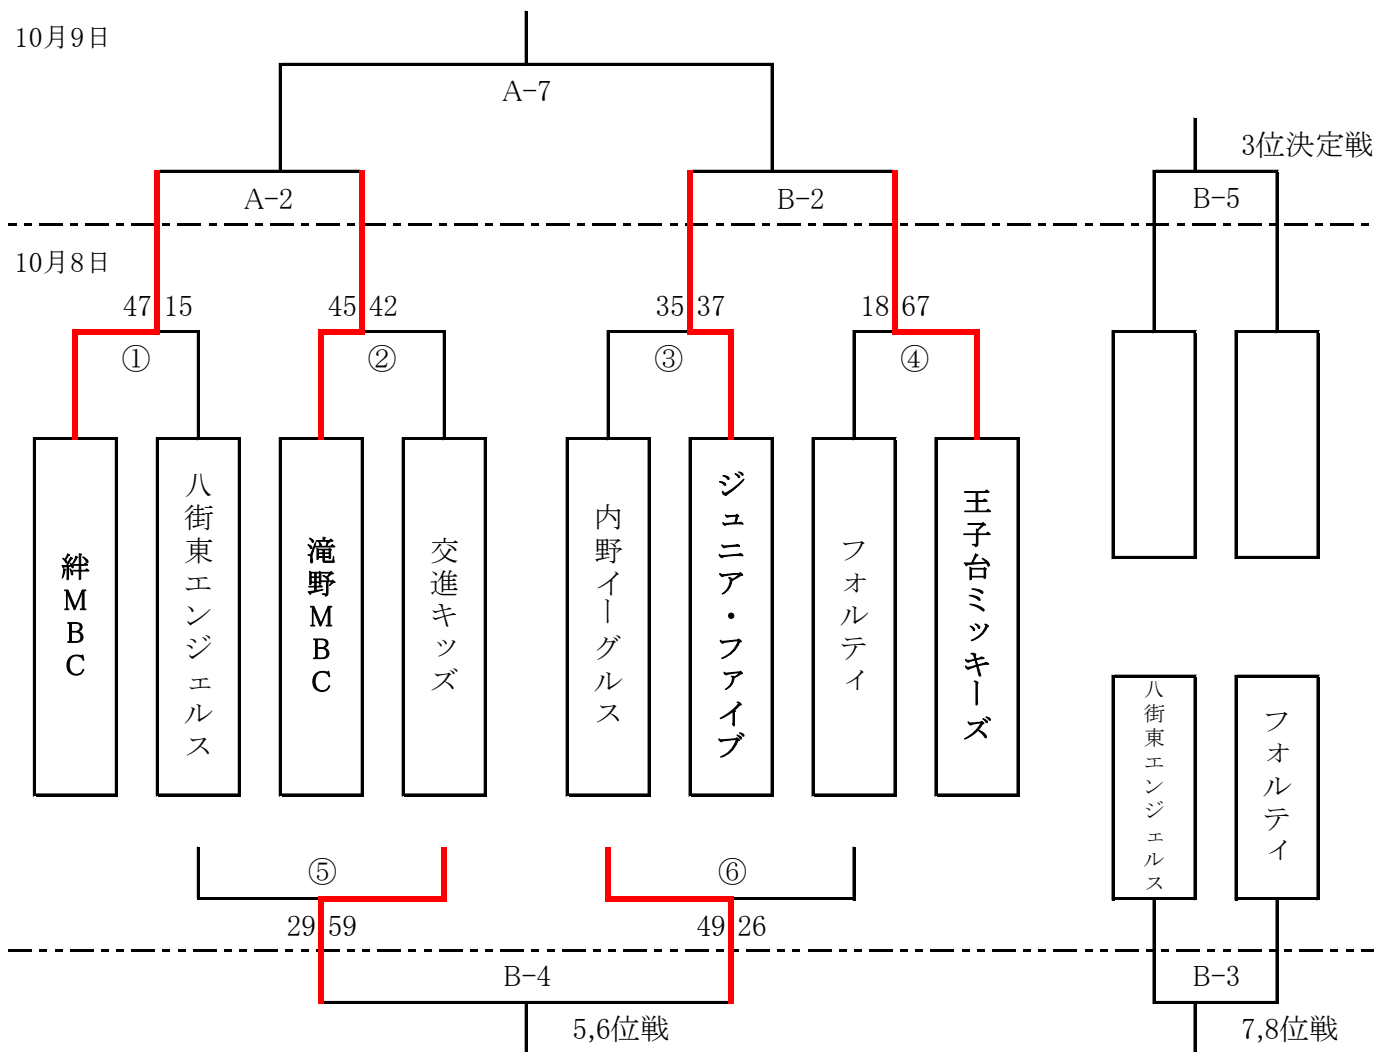 10月9日
A-7
3位決定戦
A-2
B-2
B-5
10月8日
47 15
45 42
35 37
18 67
①
②
③
④
絆MBC
八街東エンジェルス
滝野MBC
交進キッズ
内野イーグルス
ジュニア・ファイブ
フォルテイ
王子台ミッキーズ
八街東エンジェルス
フォルテイ
⑤
⑥
29 59
49 26
B-4
B-3
5,6位戦
7,8位戦